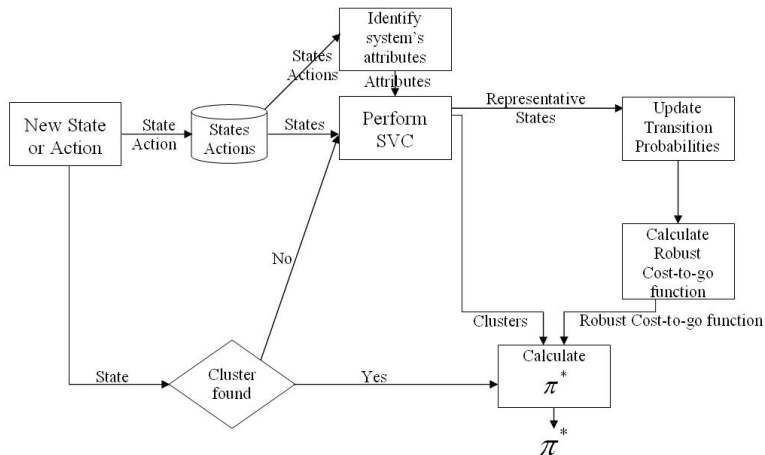 Identify
system's
attributes
States
Actions
Attributes
New State
or Action
State
Action
States
Actions
States
Perform
SVC
Representative
States
Update
Transition
Probabilities
No
Calculate
Robust
Cost-to-go
function
Clusters
Robust Cost-to-go function
State
Cluster
found
Yes
Calculate
π*
π*